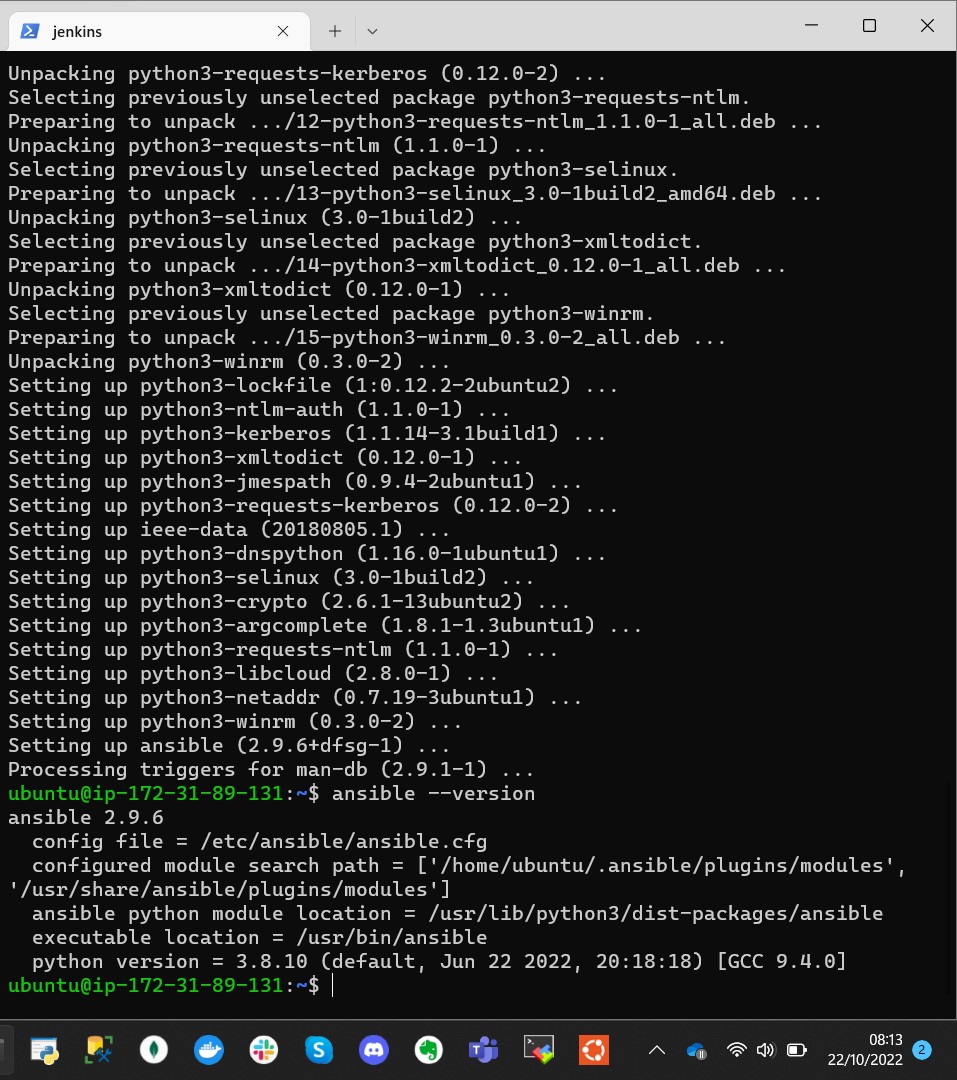 jenkins
Unpacking python3-requests-kerberos (0.12.0-2) ...
Selecting previously unselected package python3-requests-ntlm.
Preparing to unpack .../12-python3-requests-ntlm_1.1.0-1_all.deb ...
Unpacking python3-requests-ntlm (1.1.0-1) ...
Selecting previously unselected package python3-selinux.
Preparing to unpack .../13-python3-selinux_3.0-1build2_amd64.deb ...
Unpacking python3-selinux (3.0-1build2) ...
Selecting previously unselected package python3-xmltodict.
Preparing to unpack .../14-python3-xmltodict_0.12.0-1_all.deb ...
Unpacking python3-xmltodict (0.12.0-1) ...
Selecting previously unselected package python3-winrm.
Preparing to unpack .../15-python3-winrm_0.3.0-2_all.deb ...
Unpacking python3-winrm (0.3.0-2) ...
Setting up python3-lockfile (1:0.12.2-2ubuntu2) ...
Setting up python3-ntlm-auth (1.1.0-1) ...
Setting up python3-kerberos (1.1.14-3.1build1) ...
Setting up python3-xmltodict (0.12.0-1) ...
Setting up python3-jmespath (0.9.4-2ubuntu1) ...
Setting up python3-requests-kerberos (0.12.0-2) ...
Setting up ieee-data (20180805.1) ...
Setting up python3-dnspython (1.16.0-1ubuntu1) ...
Setting up python3-selinux (3.0-1build2) ...
Setting up python3-crypto (2.6.1-13ubuntu2) ...
Setting up python3-argcomplete (1.8.1-1.3ubuntu1) ...
Setting up python3-requests-ntlm (1.1.0-1) ...
Setting up python3-libcloud (2.8.0-1) ...
Setting up python3-netaddr (0.7.19-3ubuntu1) ...
Setting up python3-winrm (0.3.0-2) ...
Setting up ansible (2.9.6+dfsg-1) ...
Processing triggers for man-db (2.9.1-1) ...
ubuntu@ip-172-31-89-131:~$ ansible --version
ansible 2.9.6
  config file = /etc/ansible/ansible.cfg
  configured module search path = ['/home/ubuntu/.ansible/plugins/modules',
'/usr/share/ansible/plugins/modules']
  ansible python module location = /usr/lib/python3/dist-packages/ansible
  executable location = /usr/bin/ansible
  python version = 3.8.10 (default, Jun 22 2022, 20:18:18) [GCC 9.4.0]
ubuntu@ip-172-31-89-131:~$
08:13
22/10/2022
2